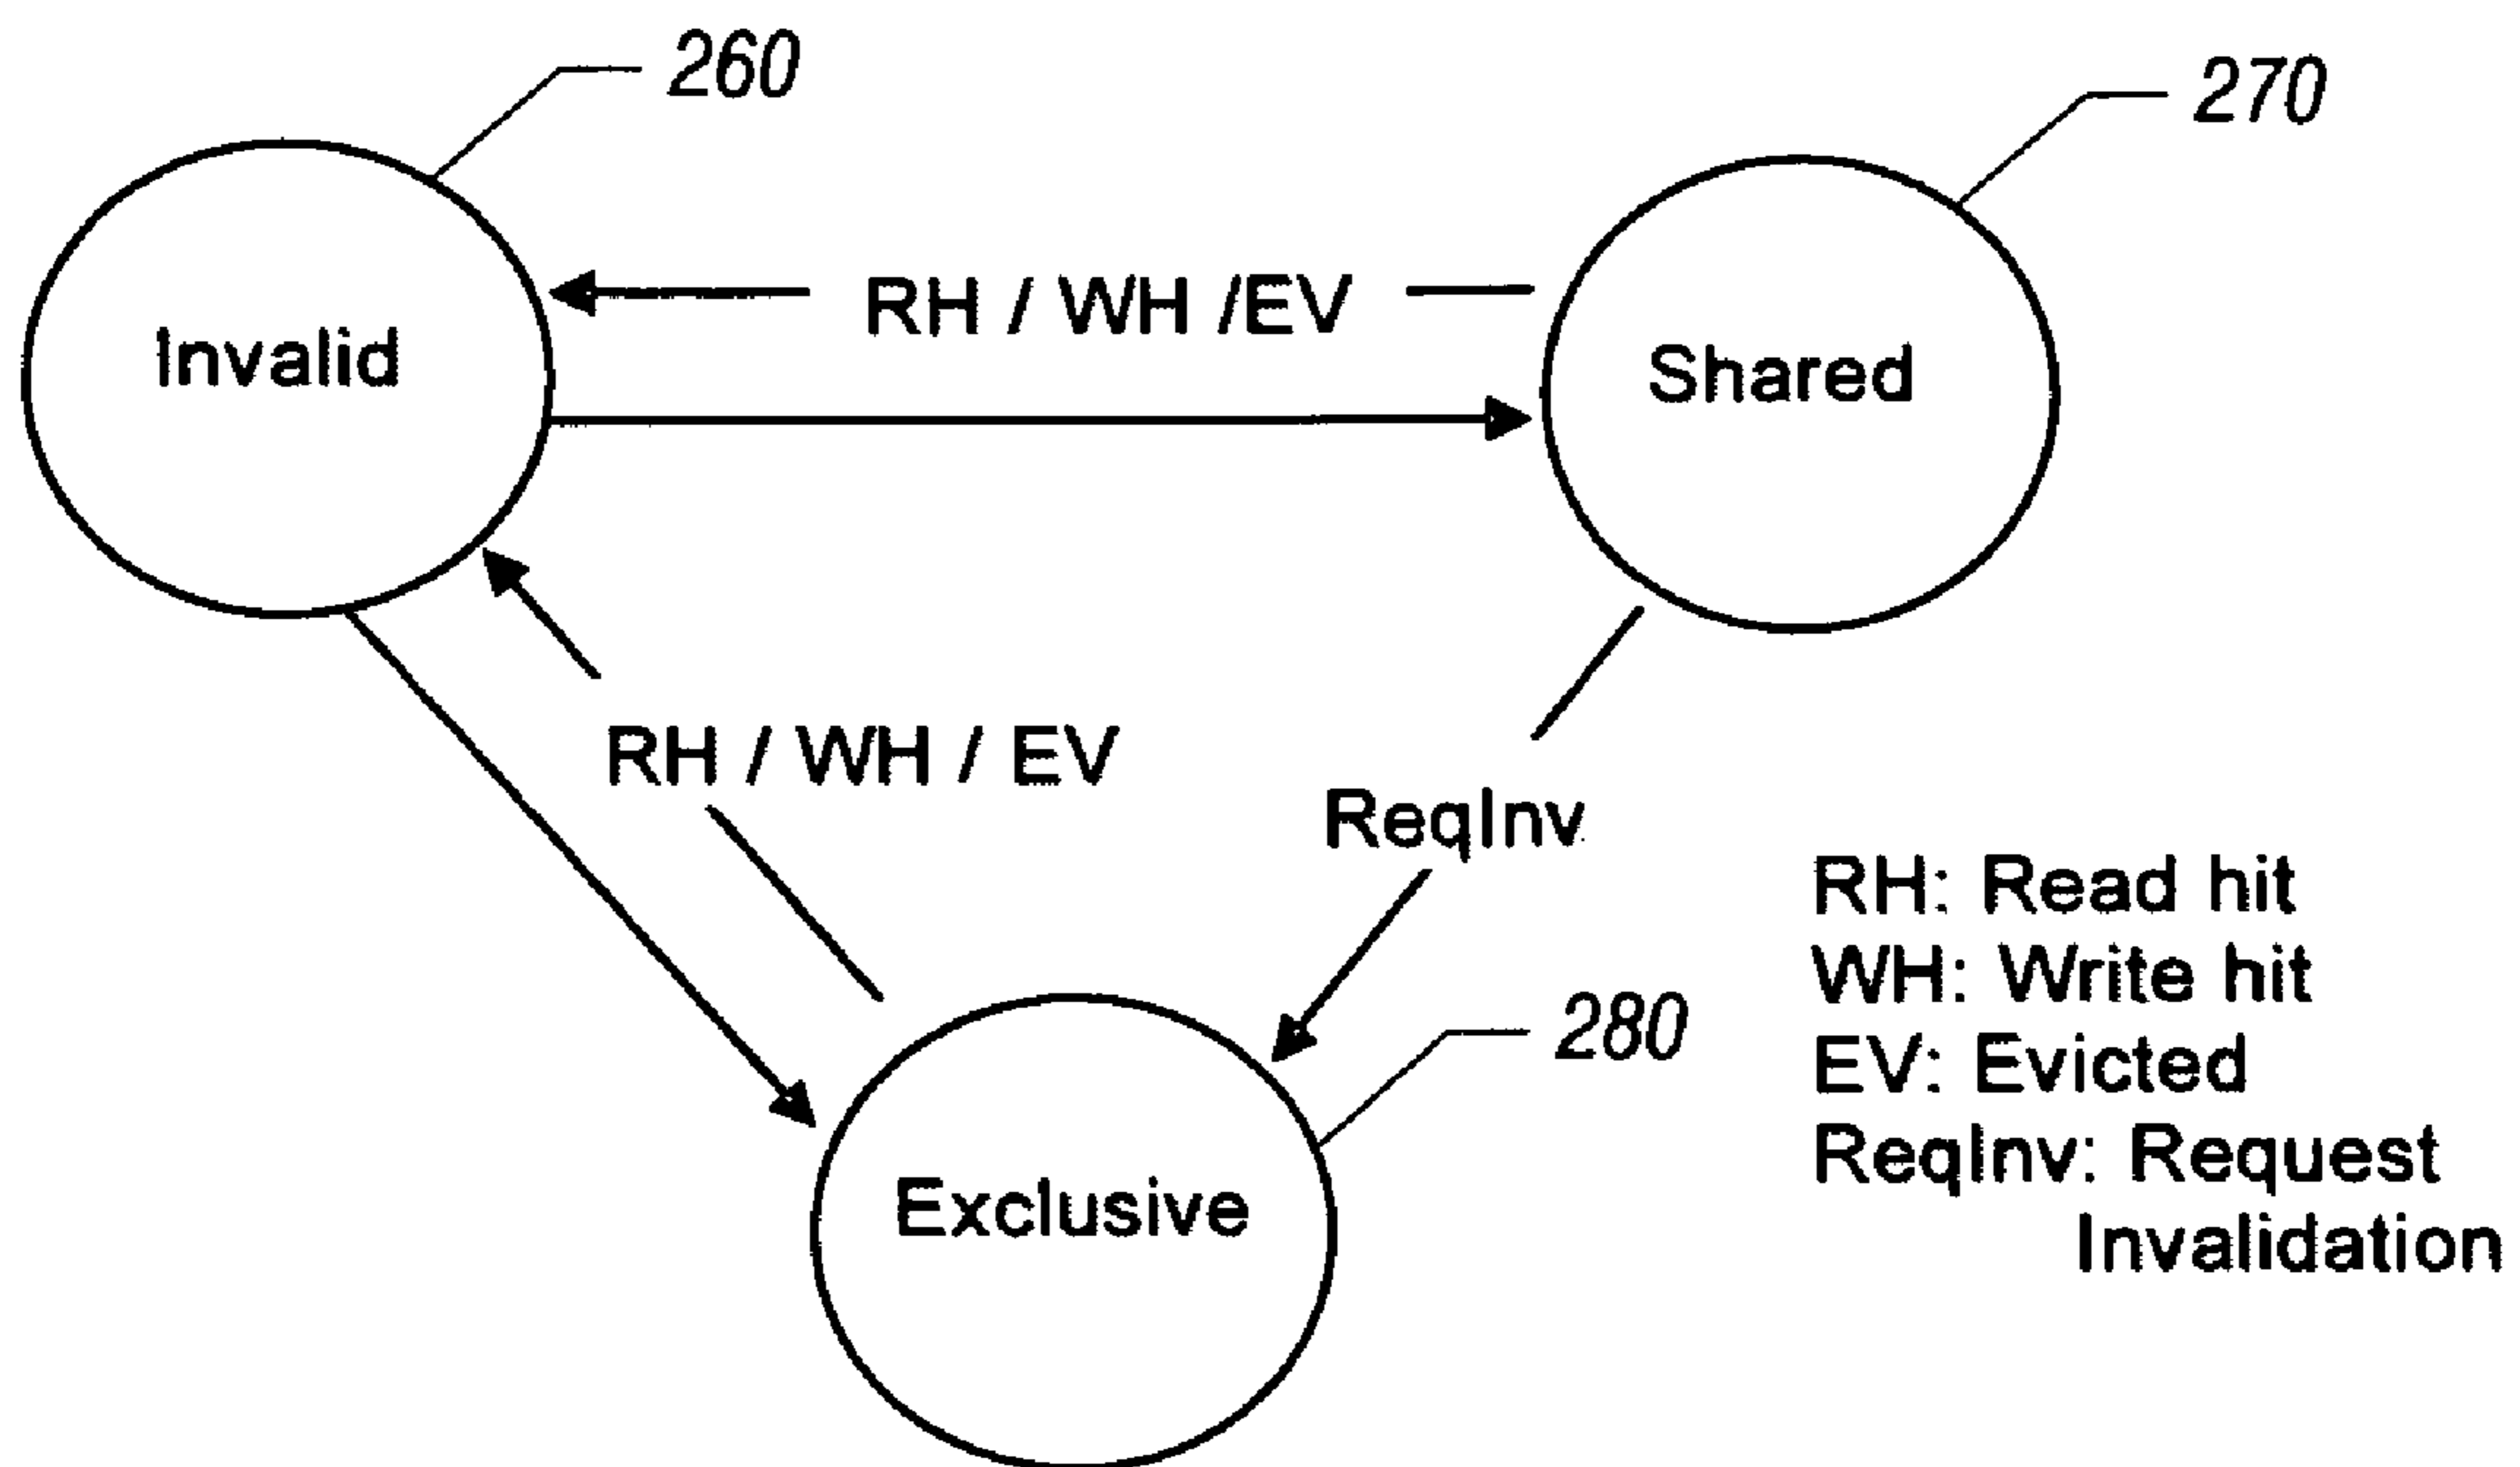 260
270
RH / WH /EV
Invalid
Shared
RH / WH / EV
ReqInv
RH: Read hit
WH: Write hit
280
EV: Evicted
ReqInv: Request
Invalidation
Exclusive